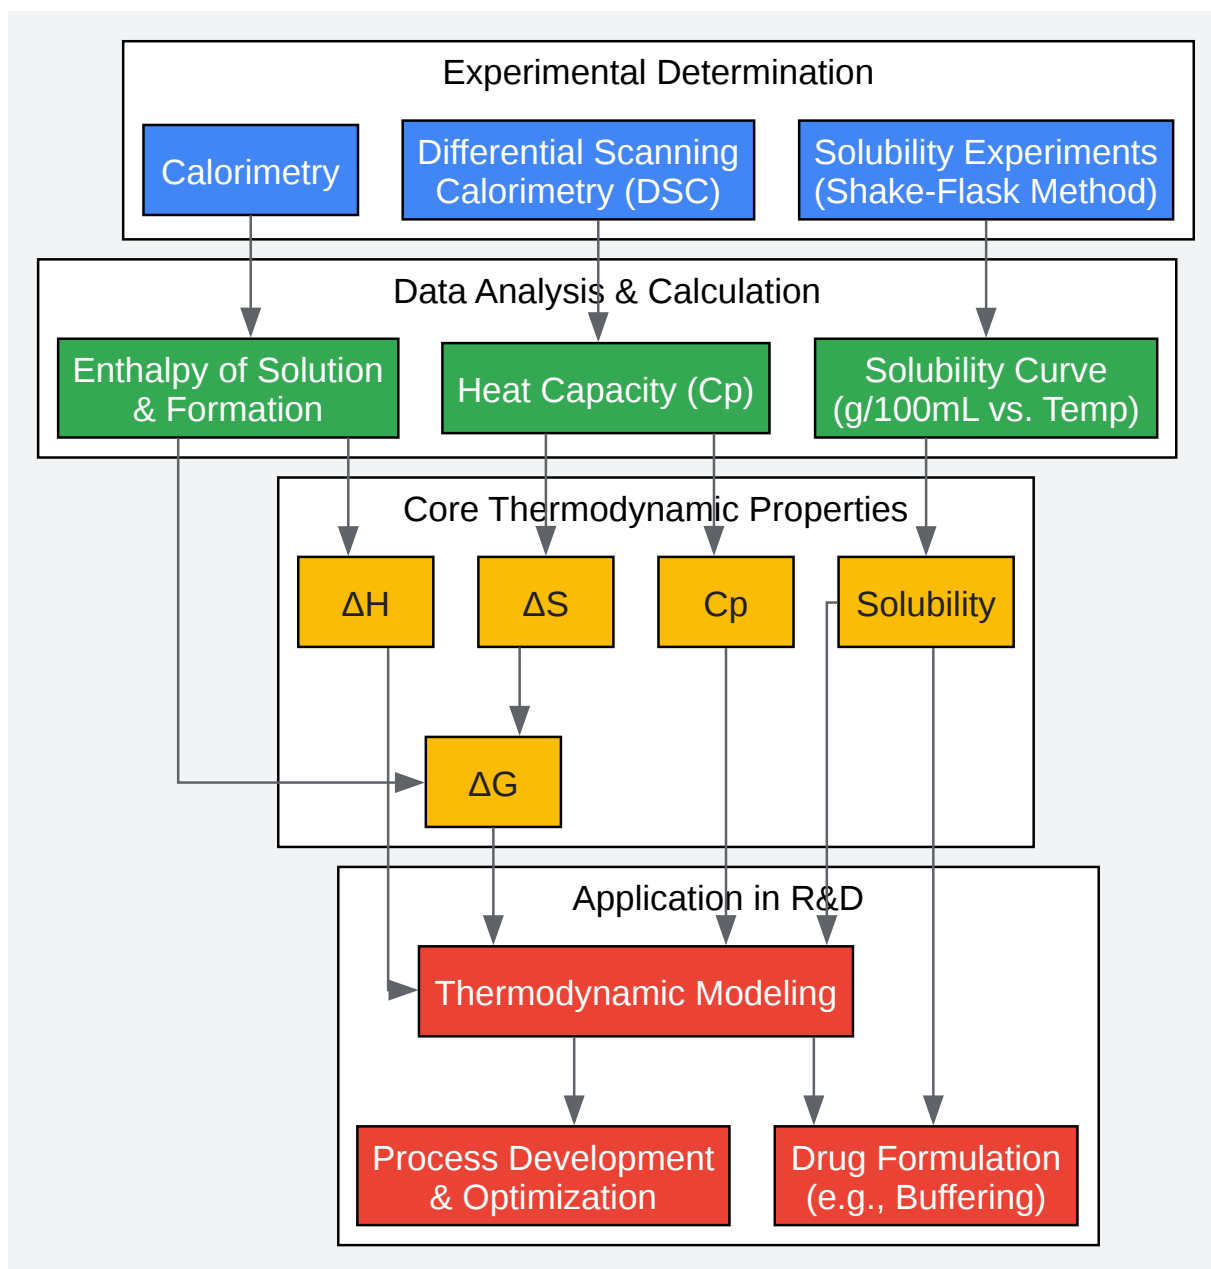 Experimental Determination
Calorimetry
Differential Scanning
Calorimetry (DSC)
Solubility Experiments
(Shake-Flask Method)
Data Analysis & Calculation
Enthalpy of Solution
& Formation
Heat Capacity (Cp)
Solubility Curve
(g/100mL vs. Temp)
Core Thermodynamic Properties
ΔH
ΔS
Cp
Solubility
ΔG
Application in R&D
Thermodynamic Modeling
Process Development
& Optimization
Drug Formulation
(e.g., Buffering)